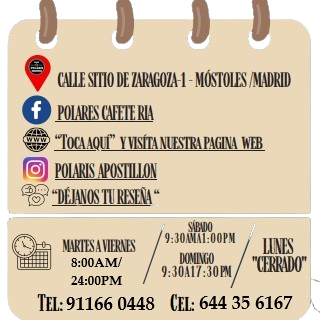 CALLE SITIO DE ZARAGOZA-1 - MÓSTOLES /MADRID
POLARES CAFETE RIA
"TOCA AQUÍ" Y VISÍTA NUESTRA PAGINA WEB
POLARIS APOSTILLON
"DÉJANOS TU RESEÑA "
MARTES A VIERNES
8:00AM/
24:00PM
SÁBADO
9:30AMA1:00PM
DOMINGO
9:30A17:30PM
LUNES
"CERRADO"
TEL: 91166 0448 CEL: 644 35 6167